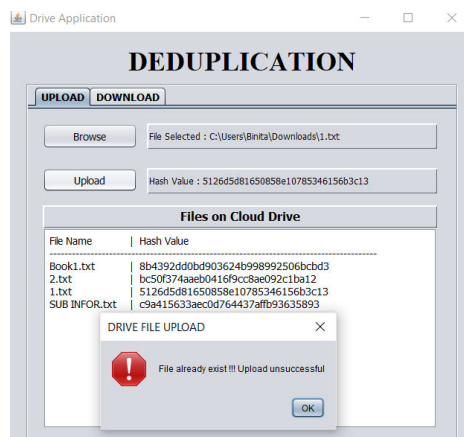 Drive Application
DEDUPLICATION
UPLOAD DOWNLOAD
Browse File Selected : C:\Users\Binita\Downloads\1.txt
Upload Hash Value : 5126d5d81650858e10785346156b3c13
Files on Cloud Drive
File Name | Hash Value
--------------------------------------------------------------------------------
Book1.txt | 8b4392dd0bd903624b998992506bcbd3
2.txt | bc50f374aaeb0416f9cc8ae092c1ba12
1.txt | 5126d5d81650858e10785346156b3c13
SUB INFOR.txt | c9a415633aec0d764437affb93635893
DRIVE FILE UPLOAD
File already exist !!! Upload unsuccessful
OK